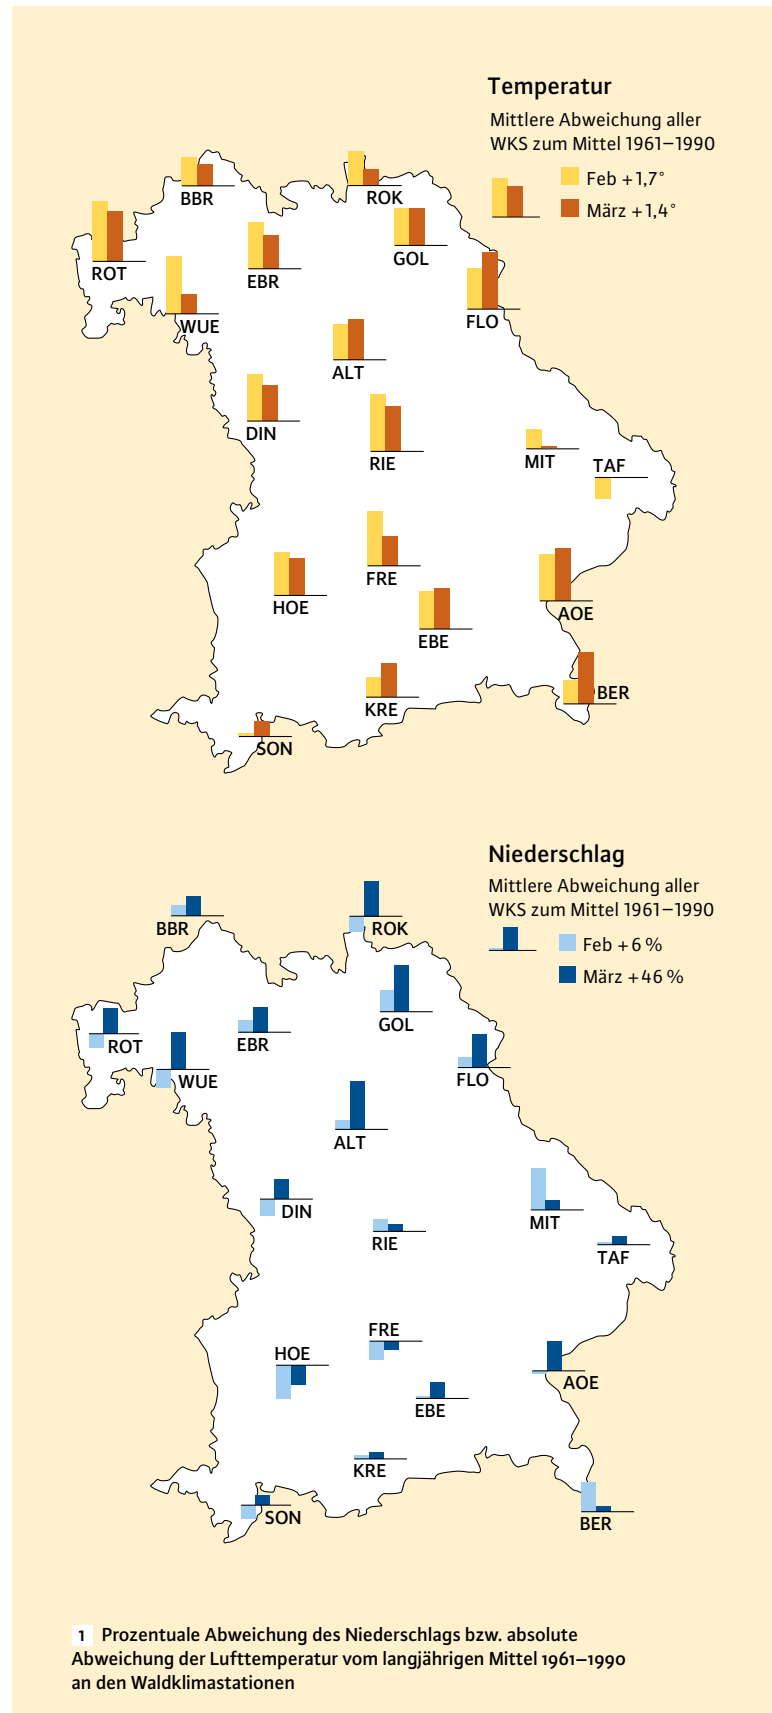 Temperatur
Mittlere Abweichung aller
WKS zum Mittel 1961–1990
Feb +1,7°
März +1,4°
BBR
ROK
ROT
EBR
GOL
WUE
FLO
ALT
DIN
RIE
MIT
TAF
FRE
HOE
AOE
EBE
KRE
BER
SON
Niederschlag
Mittlere Abweichung aller
WKS zum Mittel 1961–1990
Feb +6 %
März +46 %
BBR
ROK
GOL
ROT
EBR
WUE
FLO
ALT
DIN
MIT
RIE
TAF
FRE
HOE
AOE
EBE
KRE
SON
BER
1 Prozentuale Abweichung des Niederschlags bzw. absolute
Abweichung der Lufttemperatur vom langjährigen Mittel 1961–1990
an den Waldklimastationen